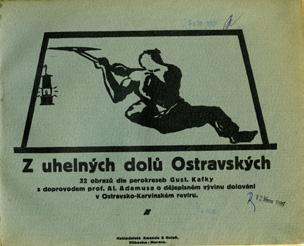 Z uhelných dolů Ostravských
32 obrazů dle perokreseb Gust. Kafky
s doprovodem prof. Al. Adamusa o dějepisném vývinu dolování
v Ostravsko-Karvinském revíru.